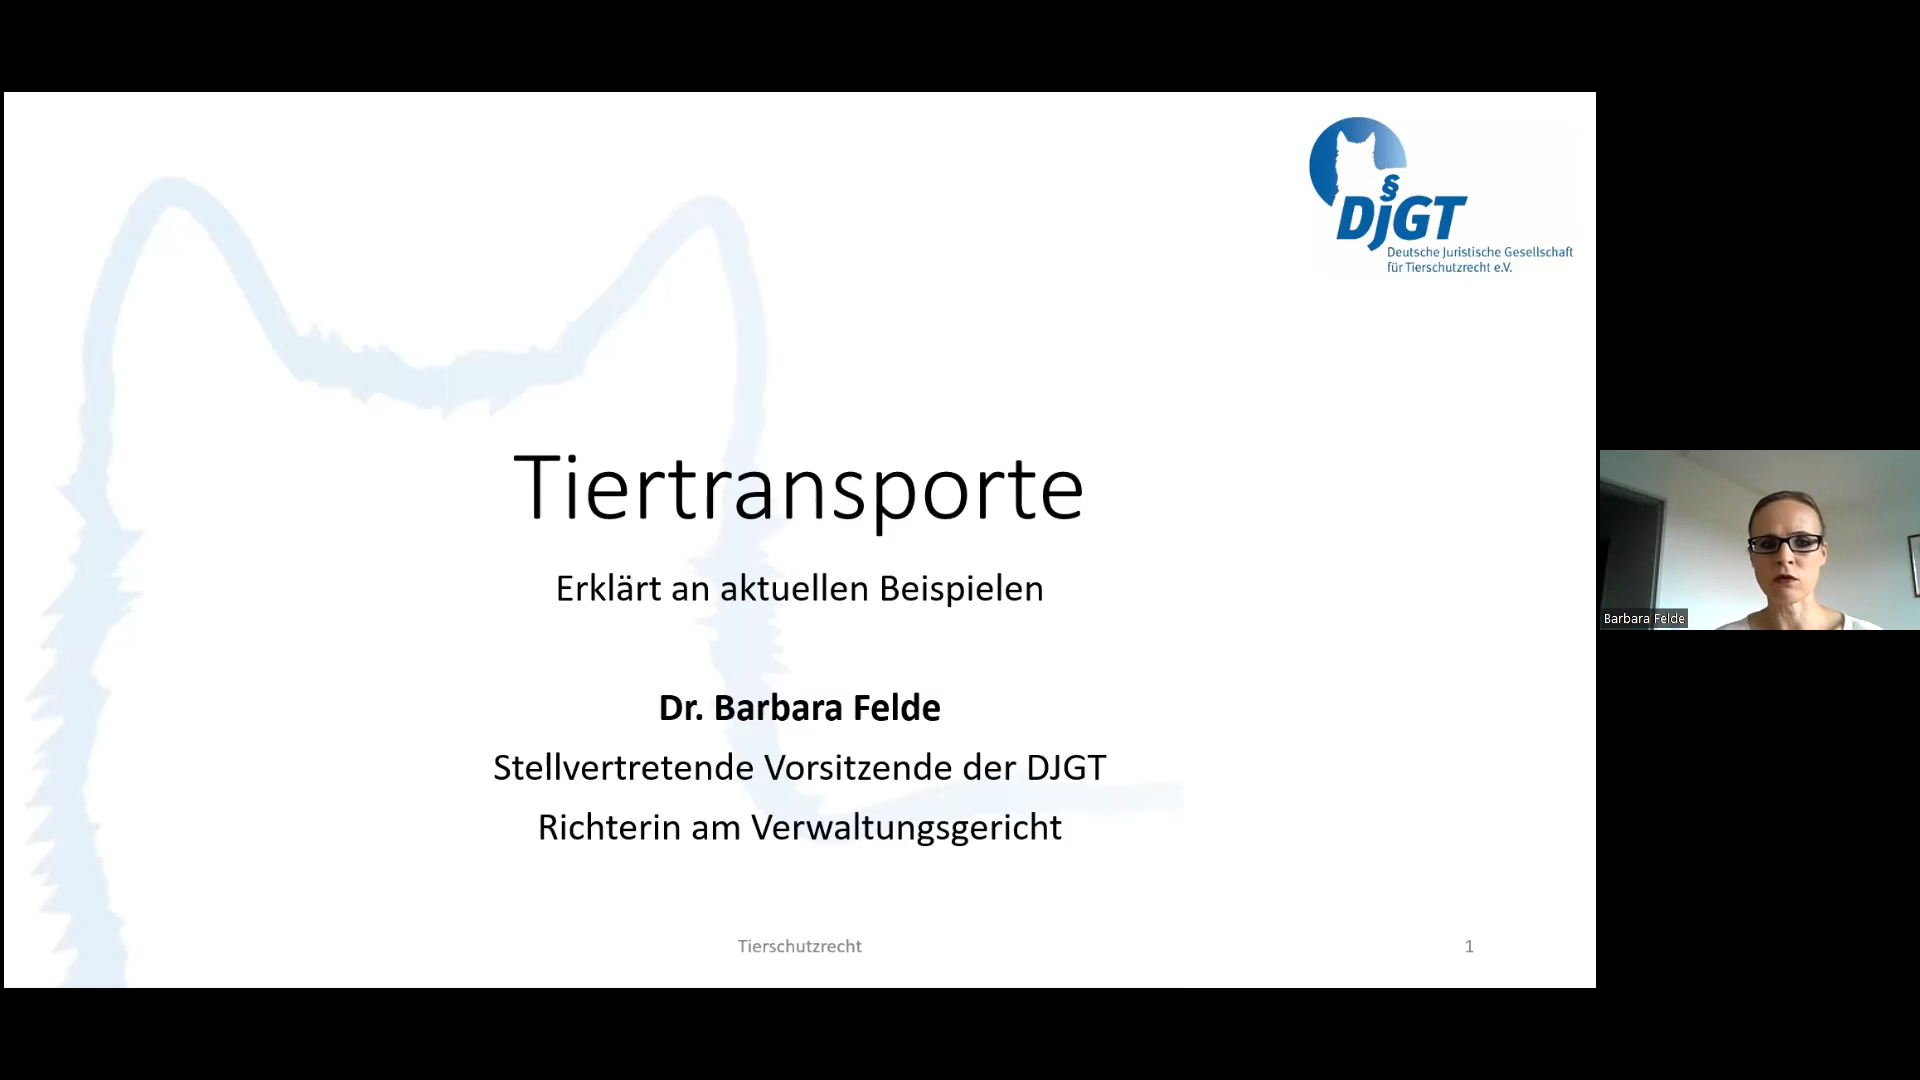 §
DjGT
Deutsche Juristische Gesellschaft
für Tierschutzrecht e.V.
Tiertransporte
Erklärt an aktuellen Beispielen
Dr. Barbara Felde
Stellvertretende Vorsitzende der DJGT
Richterin am Verwaltungsgericht
Barbara Felde
Tierschutzrecht
1